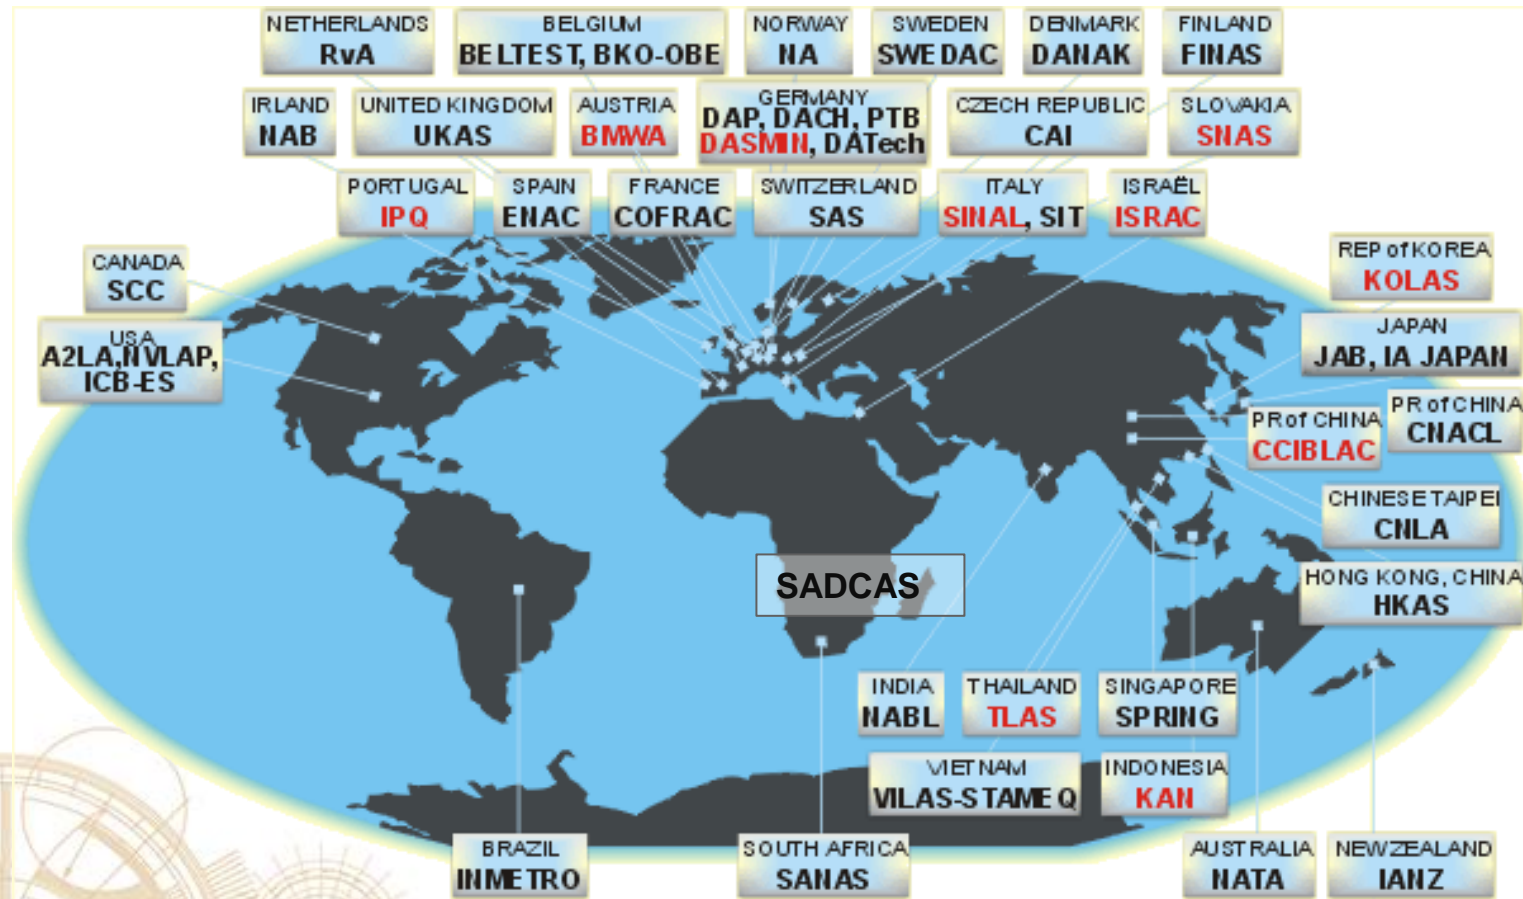 NETHERLANDS
RvA
BELGIUM
BELTEST, BKO-OBE
NORWAY
NA
SWEDEN
SWEDAC
DENMARK
DANAK
FINLAND
FINAS
IRLAND
NAB
UNITED KINGDOM
UKAS
AUSTRIA
BMWA
GERMANY
DAP, DACH, PTB
DASMIN, DATech
CZECH REPUBLIC
CAI
SLOVAKIA
SNAS
PORTUGAL
IPQ
SPAIN
ENAC
FRANCE
COFRAC
SWITZERLAND
SAS
ITALY
SINAL, SIT
ISRAËL
ISRAC
CANADA
SCC
REP of KOREA
KOLAS
USA
A2LA,NVLAP,
ICB-ES
JAPAN
JAB, IA JAPAN
PR of CHINA
CNACL
PR of CHINA
CCIBLAC
CHINESE TAIPEI
CNLA
SADCAS
HONG KONG, CHINA
HKAS
INDIA
NABL
THAILAND
TLAS
SINGAPORE
SPRING
VIETNAM
VILAS-STAMEQ
INDONESIA
KAN
BRAZIL
INMETRO
SOUTH AFRICA
SANAS
AUSTRALIA
NATA
NEWZEALAND
IANZ